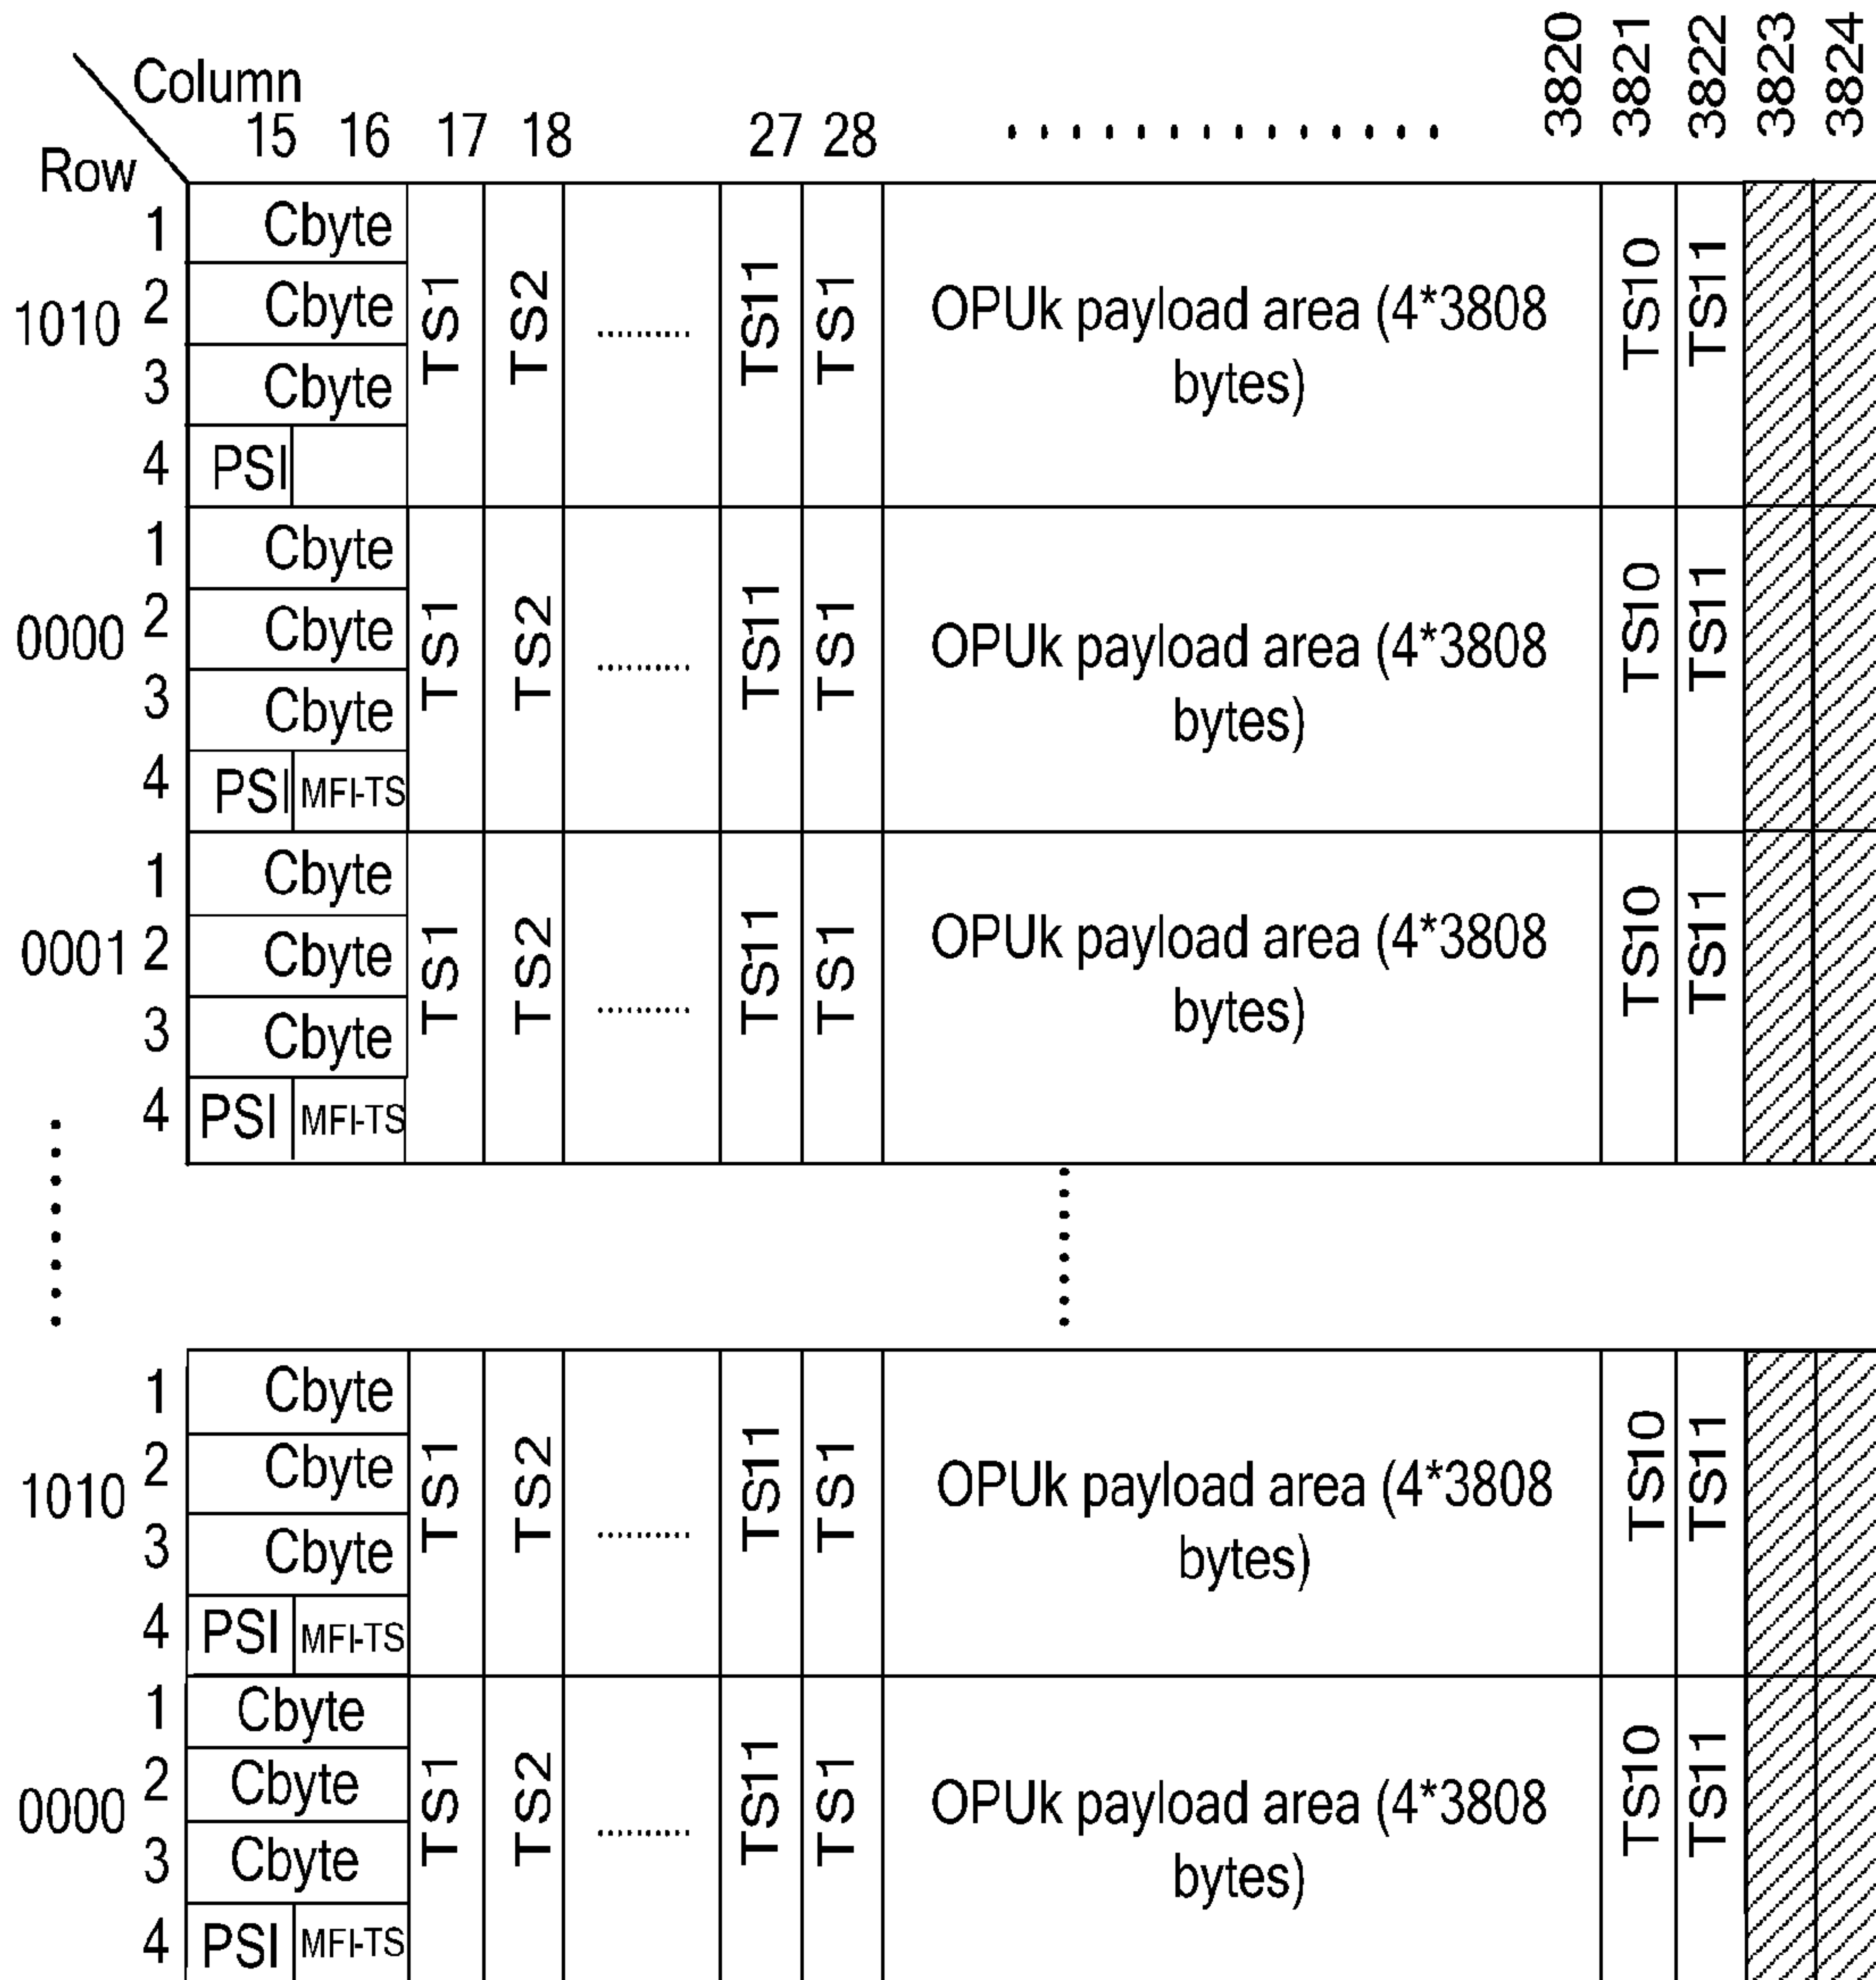 Column
Row
15 16 17 18 27 28 ............. 3820 3821 3822 3823 3824
1 Cbyte
1010 2 Cbyte TS1 TS2 ......... TS11 TS1 OPUk payload area (4*3808 TS10 TS11
bytes)
3 Cbyte
4 PSI
1 Cbyte
0000 2 Cbyte TS1 TS2 ......... TS11 TS1 OPUk payload area (4*3808 TS10 TS11
bytes)
3 Cbyte
4 PSI MFI-TS
1 Cbyte
0001 2 Cbyte TS1 TS2 ......... TS11 TS1 OPUk payload area (4*3808 TS10 TS11
bytes)
3 Cbyte
4 PSI MFI-TS
1 Cbyte
1010 2 Cbyte TS1 TS2 ......... TS11 TS1 OPUk payload area (4*3808 TS10 TS11
bytes)
3 Cbyte
4 PSI MFI-TS
1 Cbyte
0000 2 Cbyte TS1 TS2 ......... TS11 TS1 OPUk payload area (4*3808 TS10 TS11
bytes)
3 Cbyte
4 PSI MFI-TS